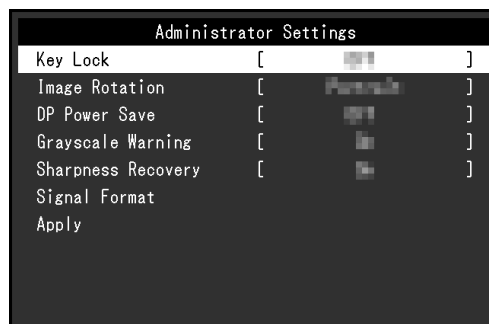 Administrator Settings
Key Lock [ ]
Image Rotation [ ]
DP Power Save [ ]
Grayscale Warning [ ]
Sharpness Recovery [ ]
Signal Format
Apply